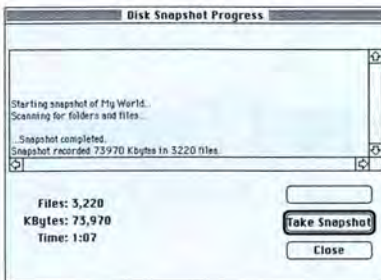 Disk Snapshot Progress
Starting snapshot of My World...
Scanning for folders and files...
...Snapshot completed.
Snapshot recorded 73970 Kbytes in 3220 files.
Files: 3,220
KBytes: 73,970
Time: 1:07
Take Snapshot
Close